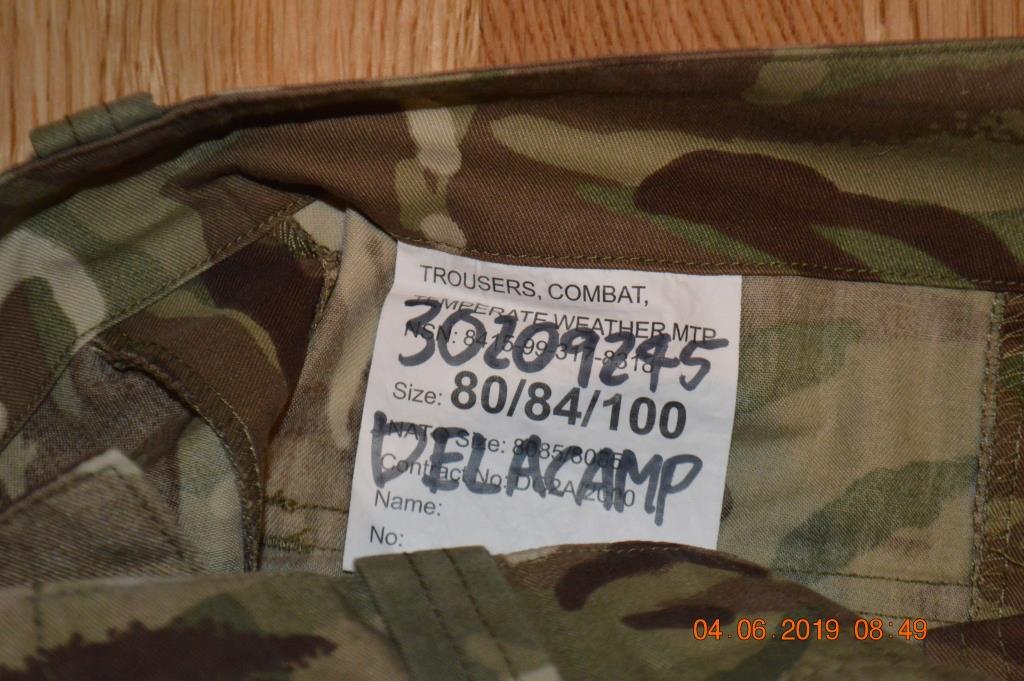 TROUSERS, COMBAT,
TEMPERATE WEATHER MTP
30209245
NSN: 8415-99-317-8318
Size: 80/84/100
NATO Size: 8085/8085
DELACAMP
Contract No: DC2A/2000
Name:
No:
04.06.2019 08:49